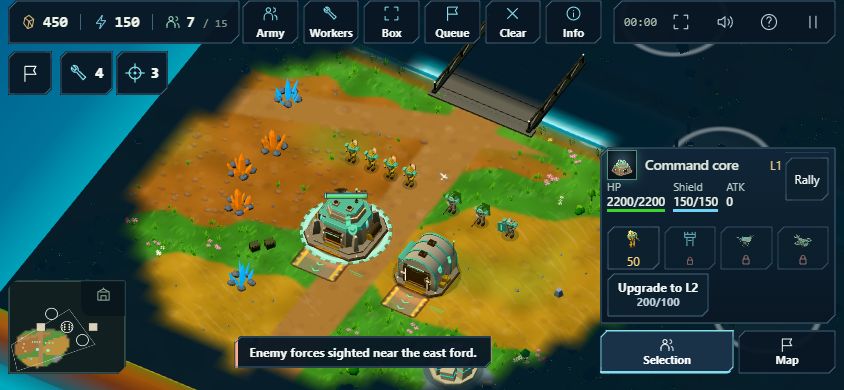 450
150
7 / 15
Army
Workers
Box
Queue
Clear
Info
00:00
4
3
Command core
L1
HP
Shield
ATK
2200/2200
150/150
0
Rally
50
Upgrade to L2
200/100
Enemy forces sighted near the east ford.
Selection
Map